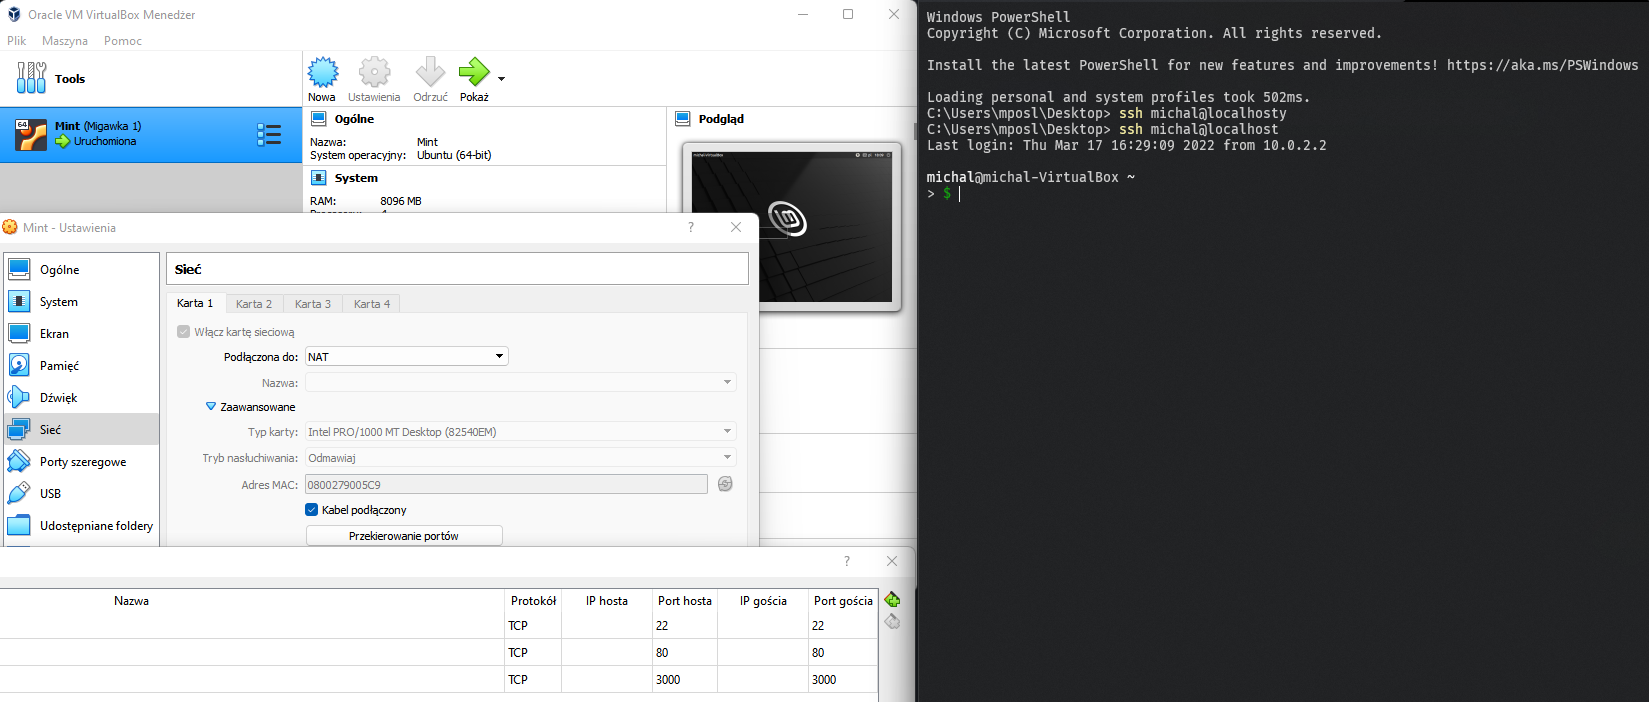 Oracle VM VirtualBox Menedżer
Plik Maszyna Pomoc
Tools
Nowa Ustawienia Odrzuć Pokaż
64
Mint (Migawka 1)
Uruchomiona
Ogólne
Nazwa: Mint
System operacyjny: Ubuntu (64-bit)
System
RAM: 8096 MB
Podgląd
Mint - Ustawienia
?
Ogólne
System
Ekran
Pamięć
Dźwięk
Sieć
Porty szeregowe
USB
Udostępniane foldery
Sieć
Karta 1 Karta 2 Karta 3 Karta 4
Włącz kartę sieciową
Podłączona do: NAT
Nazwa:
Zaawansowane
Typ karty: Intel PRO/1000 MT Desktop (82540EM)
Tryb nasłuchiwania: Odmawiaj
Adres MAC: 0800279005C9
Kabel podłączony
Przekierowanie portów
?
Nazwa Protokół IP hosta Port hosta IP gościa Port gościa
TCP 22 22
TCP 80 80
TCP 3000 3000
Windows PowerShell
Copyright (C) Microsoft Corporation. All rights reserved.
Install the latest PowerShell for new features and improvements! https://aka.ms/PSWindows
Loading personal and system profiles took 502ms.
C:\Users\mposl\Desktop> ssh michal@localhosty
C:\Users\mposl\Desktop> ssh michal@localhost
Last login: Thu Mar 17 16:29:09 2022 from 10.0.2.2
michal@michal-VirtualBox ~
> $